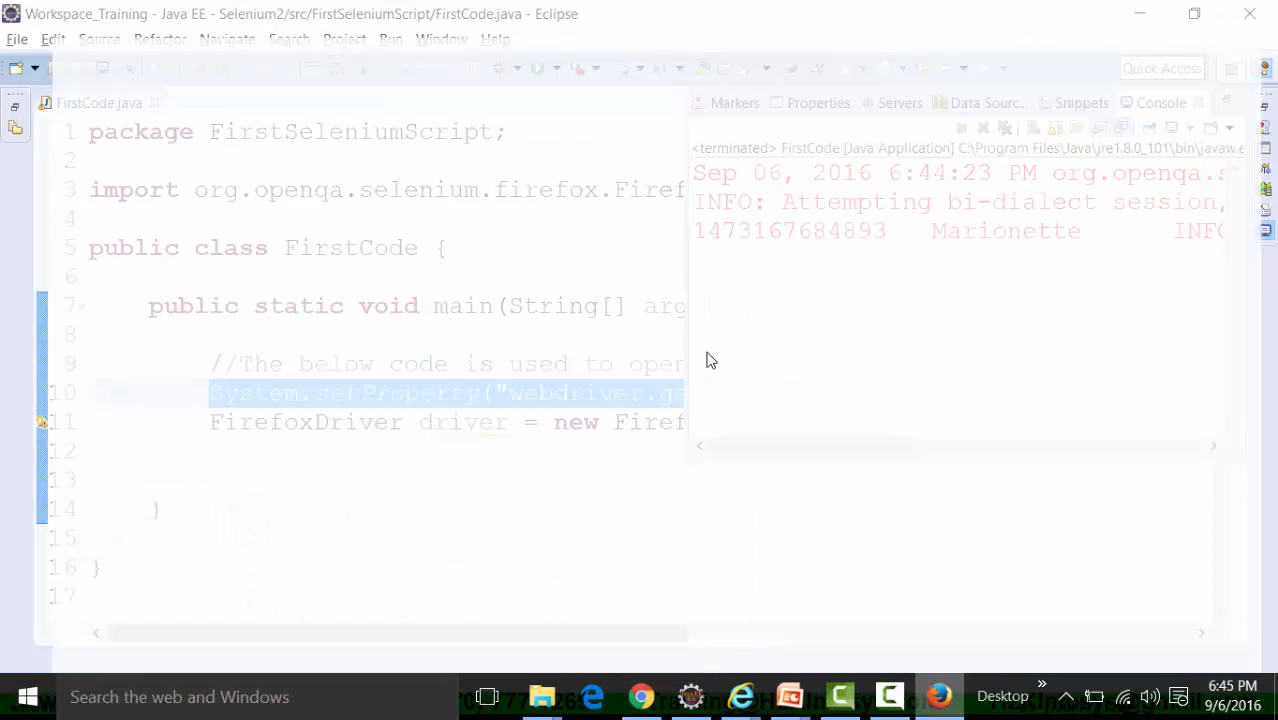 Workspace_Training - Java EE - Selenium2/src/FirstSeleniumScript/FirstCode.java - Eclipse
File Edit Source Refactor Navigate Search Project Run Window Help
Quick Access
FirstCode.java
Markers Properties Servers Data Sourc... Snippets Console
<terminated> FirstCode [Java Application] C:\Program Files\Java\jre1.8.0_101\bin\javaw.e
Sep 06, 2016 6:44:23 PM org.openqa.s
INFO: Attempting bi-dialect session,
1473167684893 Marionette INFO
1 package FirstSeleniumScript;
2
3 import org.openqa.selenium.firefox.Firef
4
5 public class FirstCode {
6
7 public static void main(String[] arg
8
9 //The below code is used to open
10 System.setProperty("webdriver.ge
11 FirefoxDriver driver = new Firef
12
13
14 }
15
16 }
17
Search the web and Windows
Desktop
6:45 PM
9/6/2016